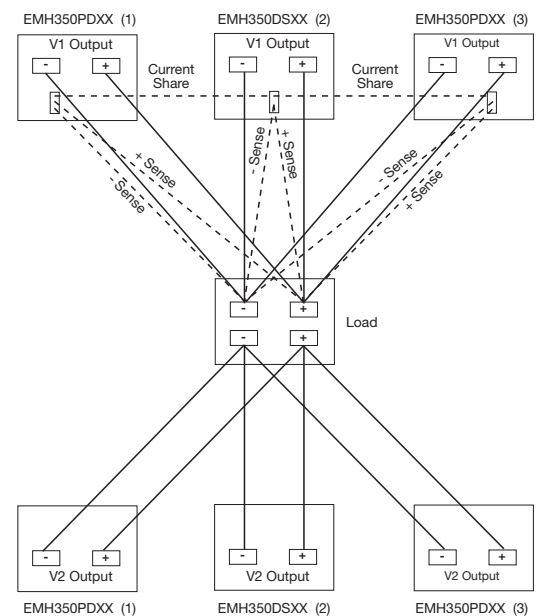 EMH350PDXX (1)
EMH350DSXX (2)
EMH350PDXX (3)
V1 Output
V1 Output
V1 Output
- +
- +
- +
Current
Share
Current
Share
+ Sense
- Sense
- Sense
+ Sense
- Sense
+ Sense
- +
- +
Load
- +
- +
- +
V2 Output
V2 Output
V2 Output
EMH350PDXX (1)
EMH350DSXX (2)
EMH350PDXX (3)